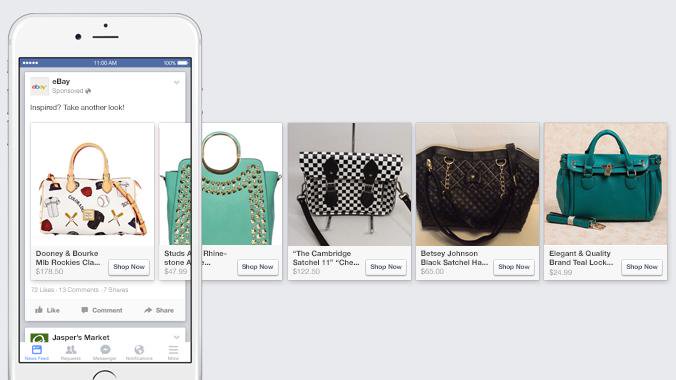 11:00 AM
100%
ebay
eBay
Sponsored
Inspired? Take another look!
COLORADO
Dooney & Bourke
Mlb Rockies Cla...
$178.50
Shop Now
Studs A
Rhine-
stone A
e...
$47.99
Shop Now
"The Cambridge
Satchel 11" "Che...
$122.50
Shop Now
Betsey Johnson
Black Satchel Ha...
$65.00
Shop Now
Elegant & Quality
Brand Teal Lock...
$24.99
Shop Now
72 Likes · 13 Comments · 7 Shares
Like
Comment
Share
Jasper's Market
News Feed
Requests
Messenger
Notifications
More